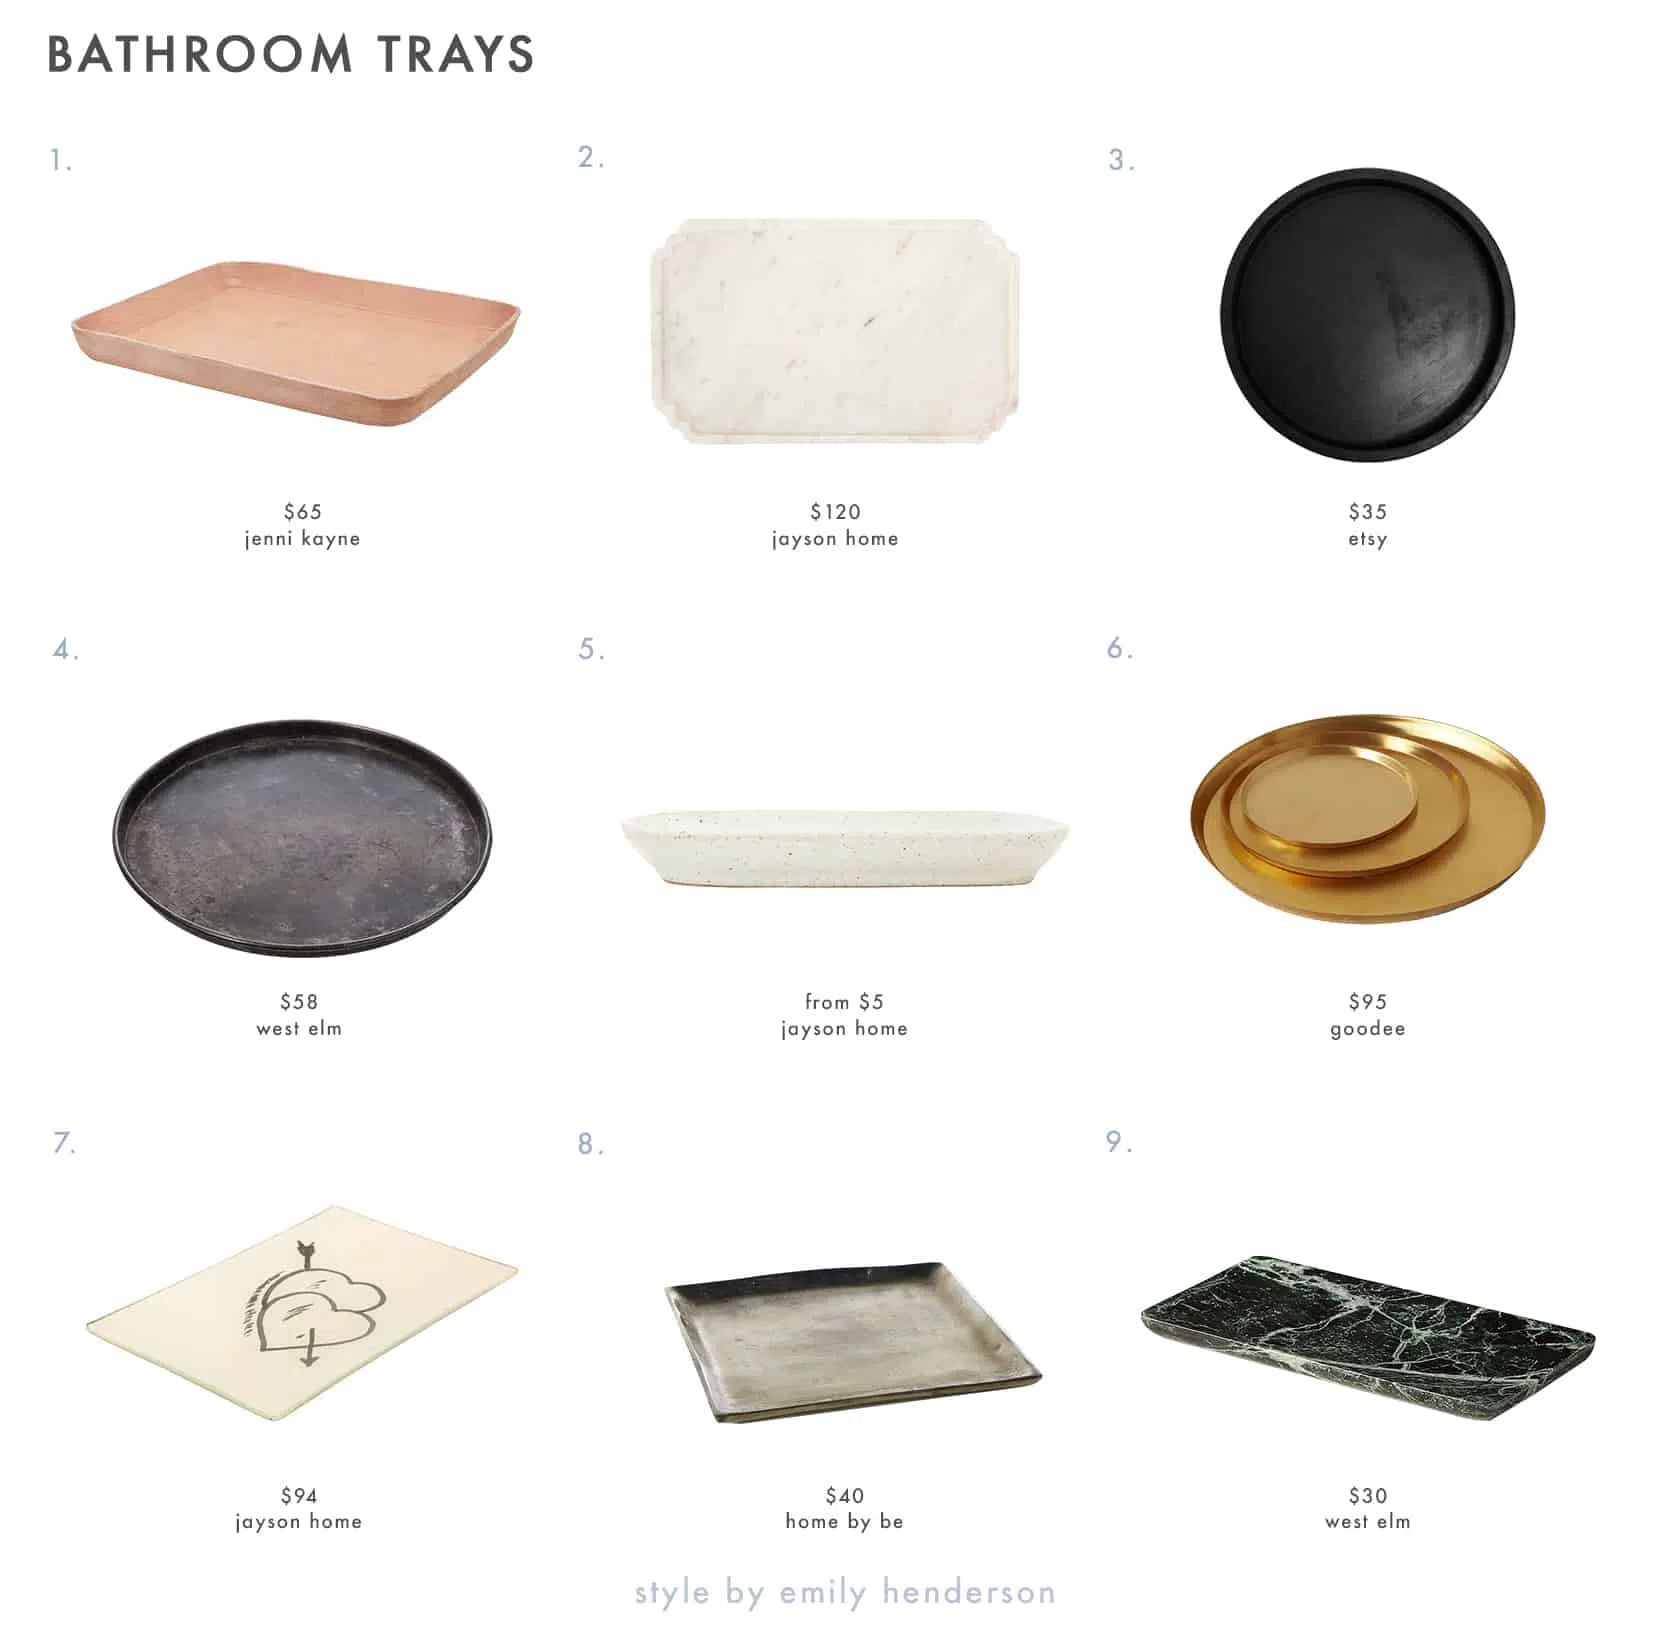 BATHROOM TRAYS
1.
2.
3.
$65
jenni kayne
$120
jayson home
$35
etsy
4.
5.
6.
$58
west elm
from $5
jayson home
$95
goodee
7.
8.
9.
$94
jayson home
$40
home by be
$30
west elm
style by emily henderson